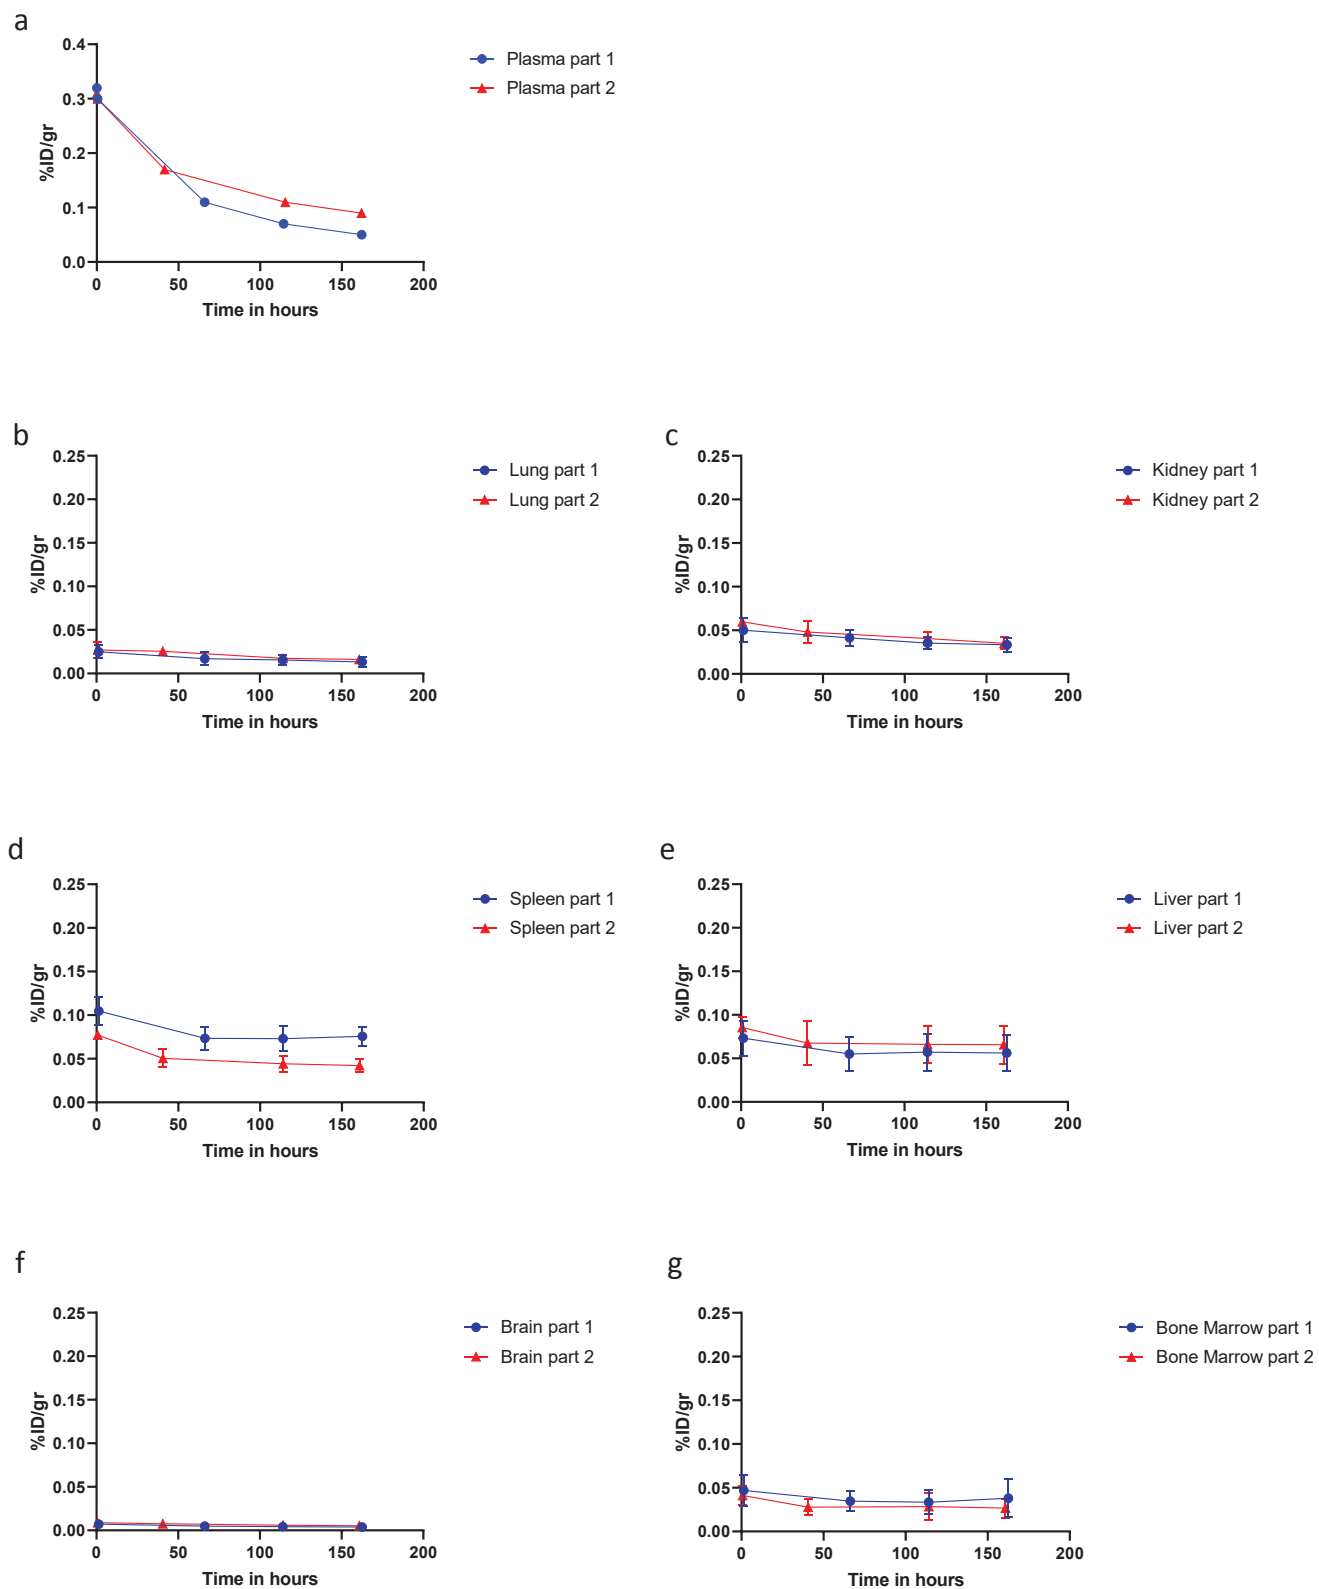 a
0.4
0.3
0.2
0.1
0.0
%ID/gr
0 50 100 150 200
Time in hours
Plasma part 1
Plasma part 2
b
0.25
0.20
0.15
0.10
0.05
0.00
%ID/gr
0 50 100 150 200
Time in hours
Lung part 1
Lung part 2
c
0.25
0.20
0.15
0.10
0.05
0.00
%ID/gr
0 50 100 150 200
Time in hours
Kidney part 1
Kidney part 2
d
0.25
0.20
0.15
0.10
0.05
0.00
%ID/gr
0 50 100 150 200
Time in hours
Spleen part 1
Spleen part 2
e
0.25
0.20
0.15
0.10
0.05
0.00
%ID/gr
0 50 100 150 200
Time in hours
Liver part 1
Liver part 2
f
0.25
0.20
0.15
0.10
0.05
0.00
%ID/gr
0 50 100 150 200
Time in hours
Brain part 1
Brain part 2
g
0.25
0.20
0.15
0.10
0.05
0.00
%ID/gr
0 50 100 150 200
Time in hours
Bone Marrow part 1
Bone Marrow part 2